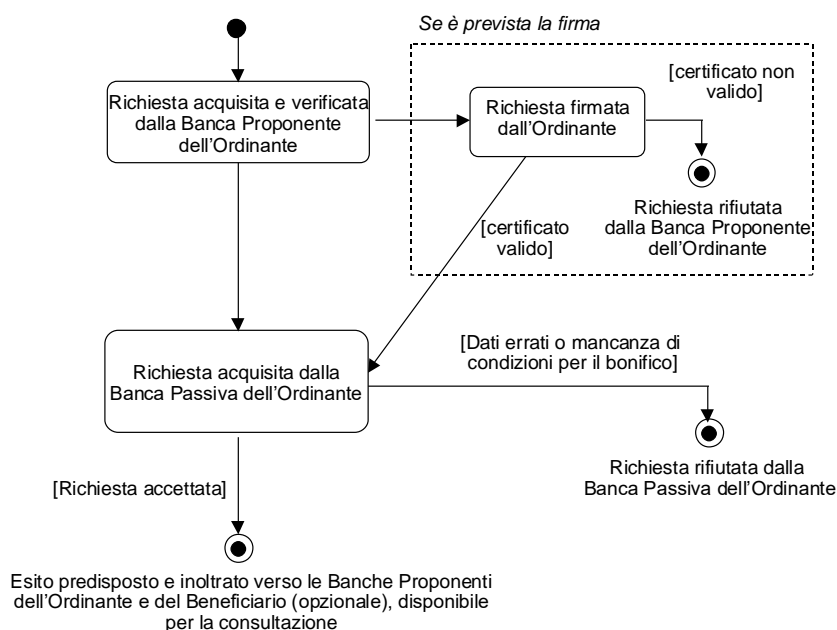 Se è prevista la firma
Richiesta acquisita e verificata
dalla Banca Proponente
dell'Ordinante
Richiesta firmata
dall'Ordinante
[certificato non
valido]
Richiesta rifiutata
dalla Banca Proponente
dell'Ordinante
[certificato
valido]
Richiesta acquisita dalla
Banca Passiva dell'Ordinante
[Dati errati o mancanza di
condizioni per il bonifico]
Richiesta rifiutata dalla
Banca Passiva dell'Ordinante
[Richiesta accettata]
Esito predisposto e inoltrato verso le Banche Proponenti
dell'Ordinante e del Beneficiario (opzionale), disponibile
per la consultazione